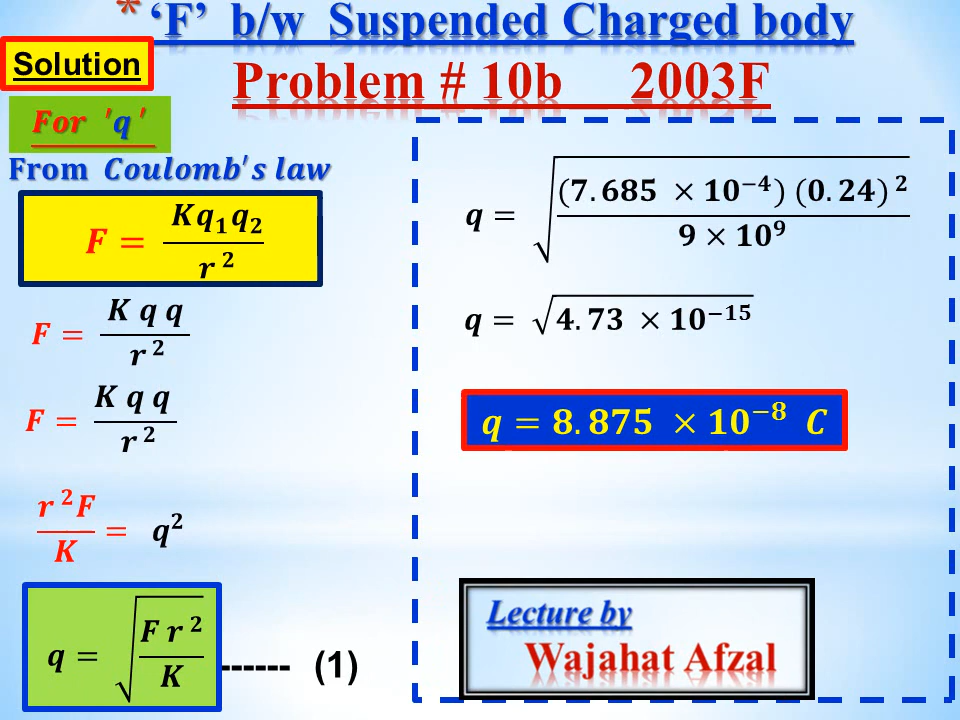 *‘F’ b/w Suspended Charged body
Problem # 10b 2003F
Solution
For 'q'
From Coulomb's law
F = Kq₁q₂ / r²
F = K q q / r²
F = K q q / r²
r²F / K = q²
q = √(F r² / K) ------ (1)
q = √((7.685 × 10⁻⁴) (0.24)² / 9 × 10⁹)
q = √(4.73 × 10⁻¹⁵)
q = 8.875 × 10⁻⁸ C
Lecture by
Wajahat Afzal